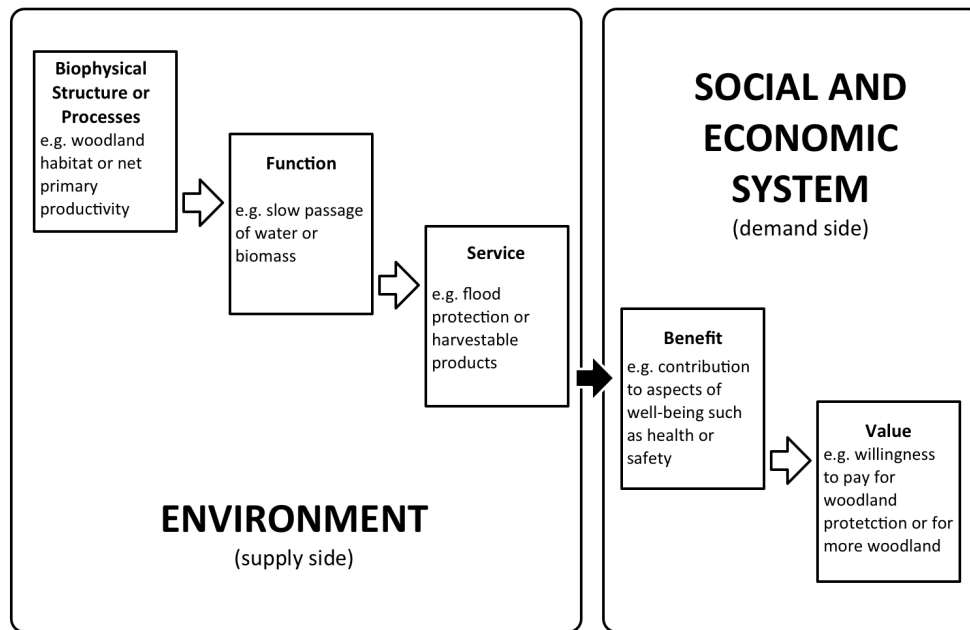 Biophysical
Structure or
Processes
e.g. woodland
habitat or net
primary
productivity
Function
e.g. slow passage
of water or
biomass
Service
e.g. flood
protection or
harvestable
products
ENVIRONMENT
(supply side)
SOCIAL AND
ECONOMIC
SYSTEM
(demand side)
Benefit
e.g. contribution
to aspects of
well-being such
as health or
safety
Value
e.g. willingness
to pay for
woodland
protetction or for
more woodland